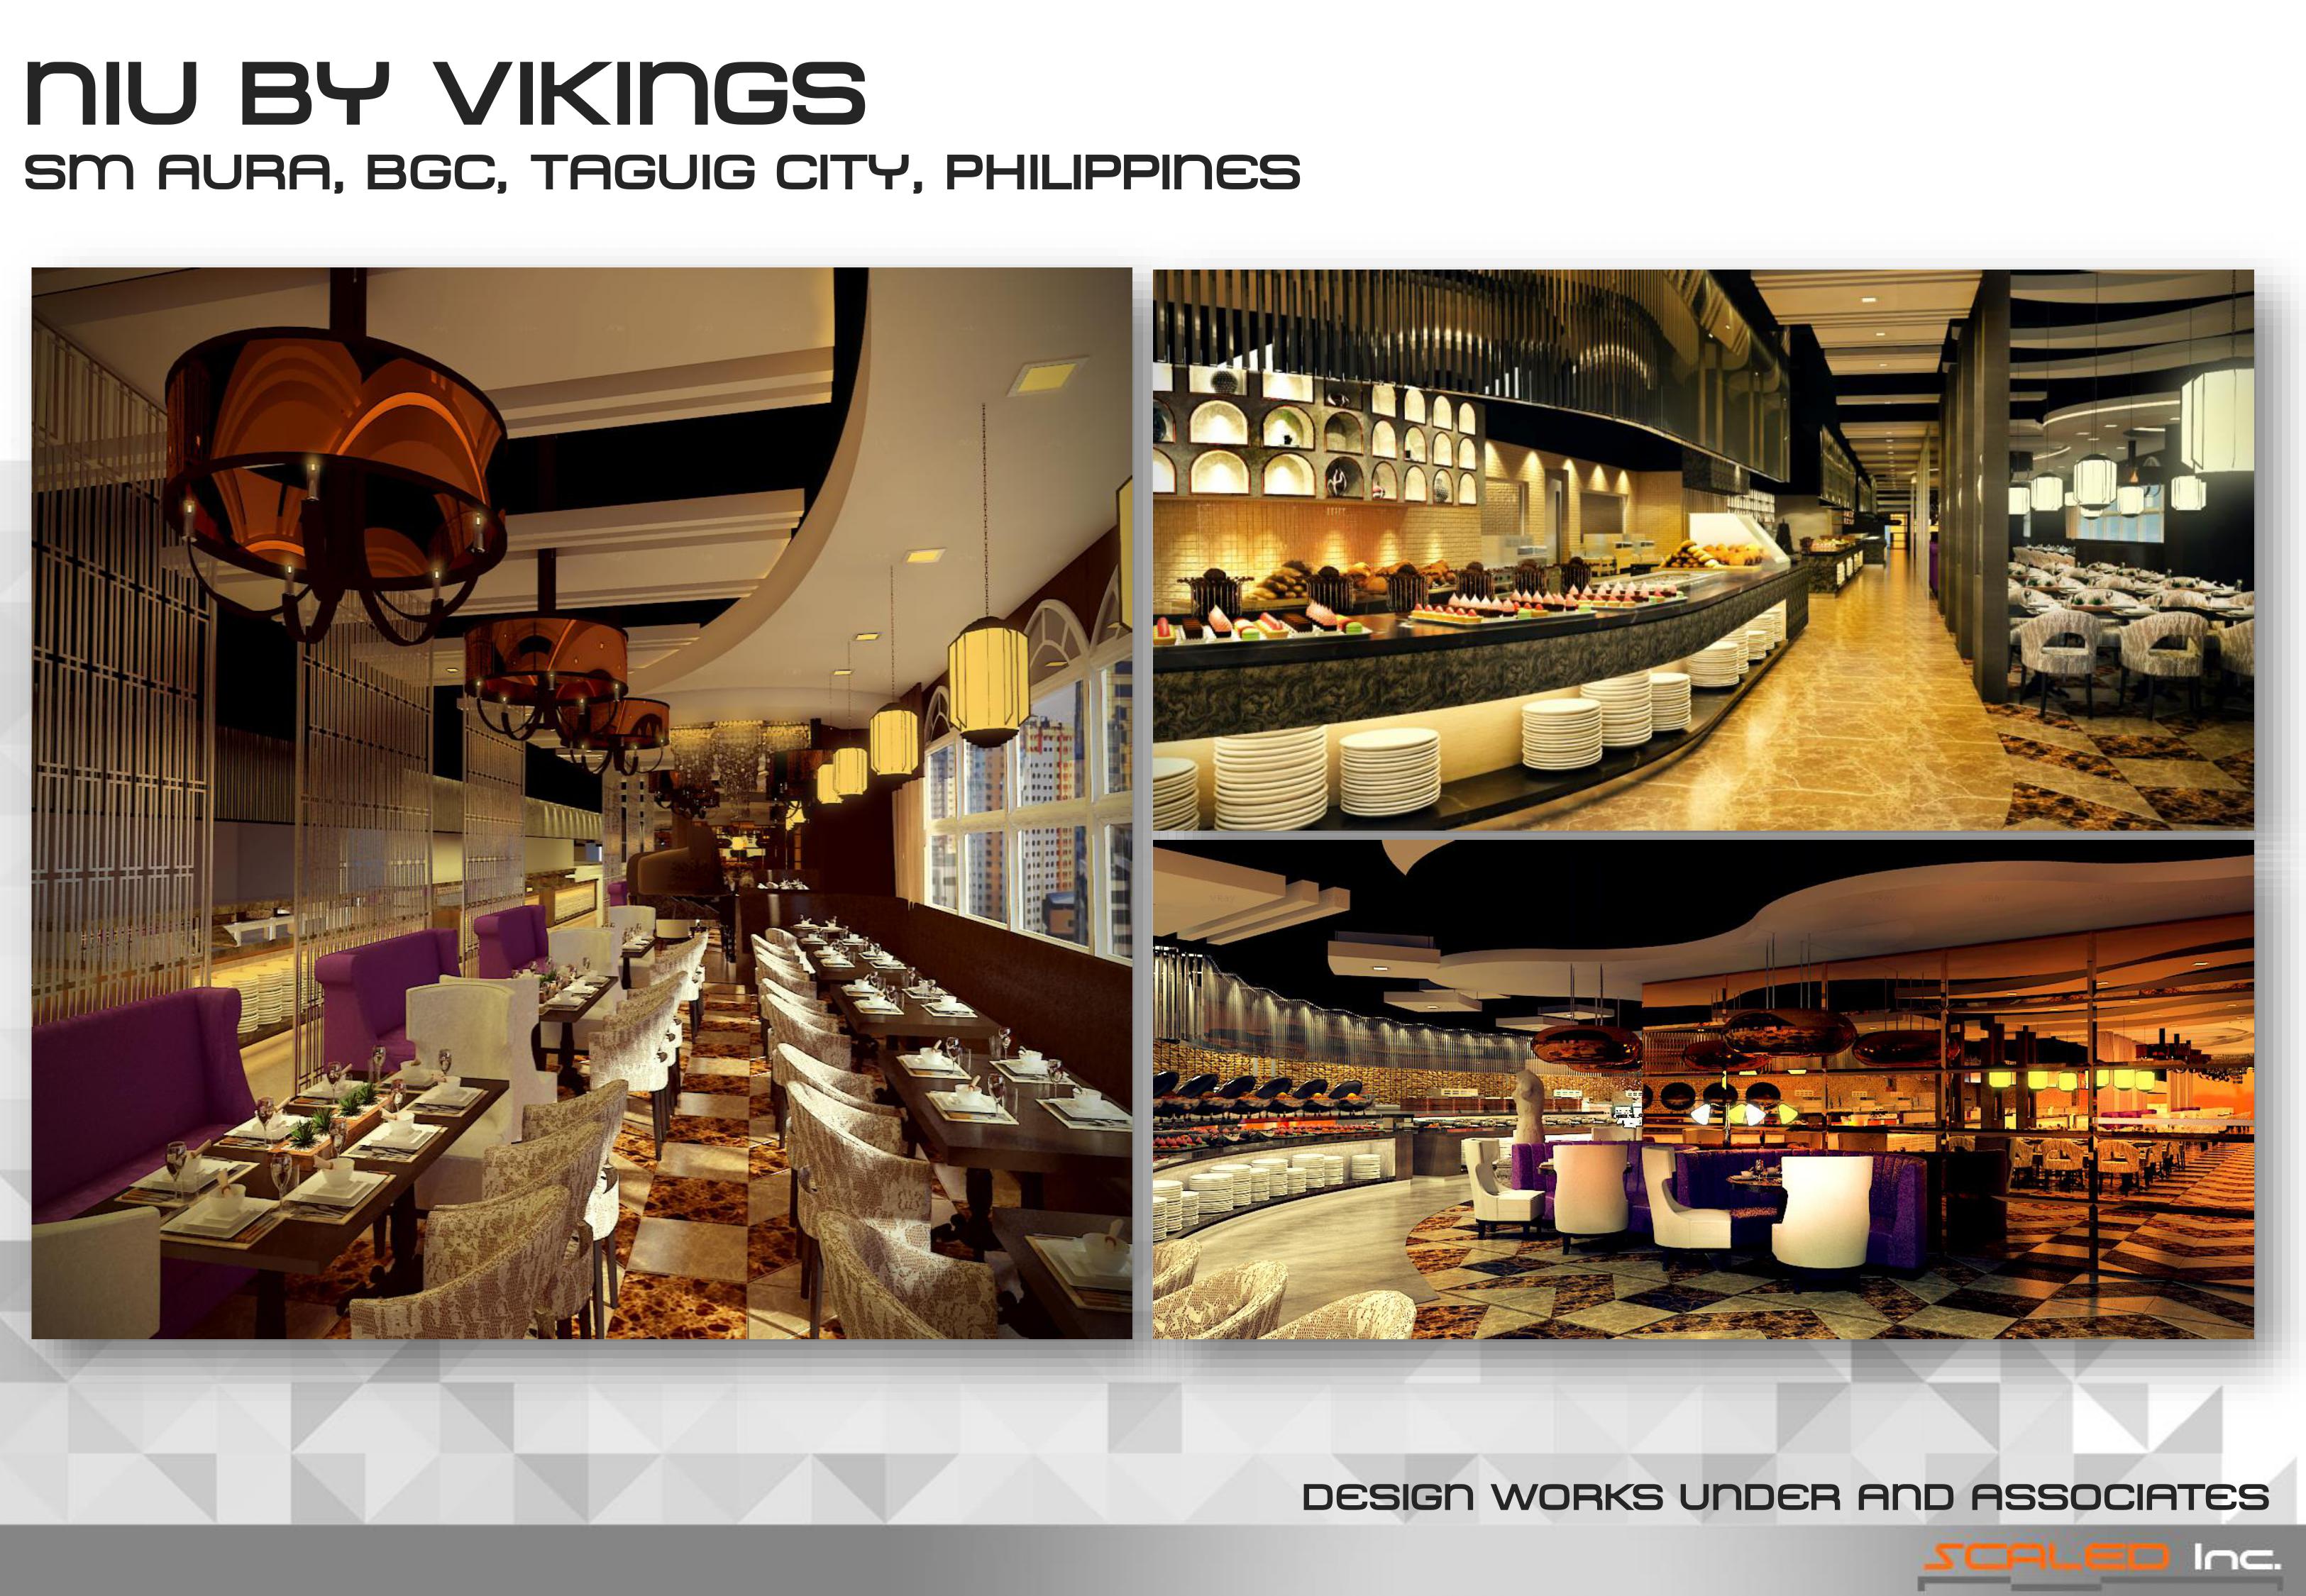 NIU BY VIKINGS
SM AURA, BGC, TAGUIG CITY, PHILIPPINES
DESIGN WORKS UNDER AND ASSOCIATES
SCALED Inc.